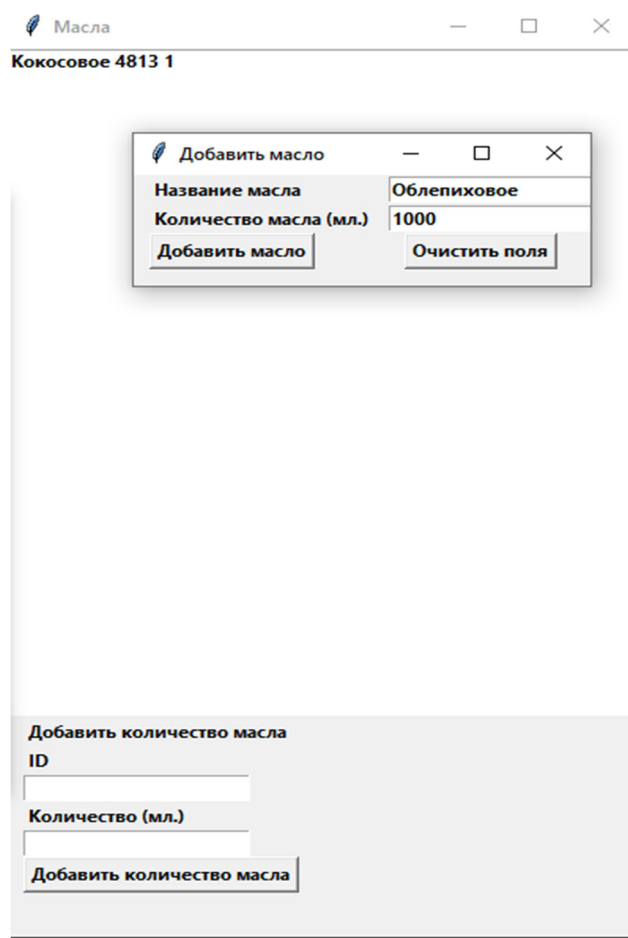 Масла
Кокосовое 4813 1
Добавить масло
Название масла Облепиховое
Количество масла (мл.) 1000
Добавить масло Очистить поля
Добавить количество масла
ID
Количество (мл.)
Добавить количество масла